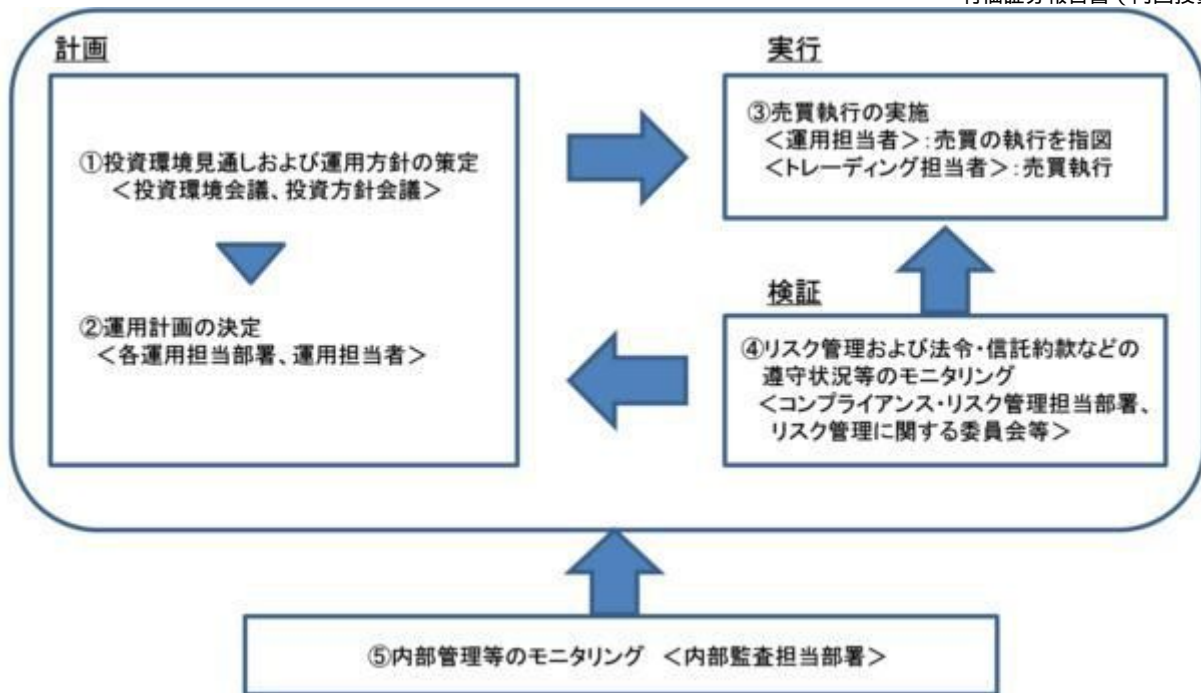 計画
①投資環境見通しおよび運用方針の策定
<投資環境会議、投資方針会議>
②運用計画の決定
<各運用担当部署、運用担当者>
実行
③売買執行の実施
<運用担当者>:売買の執行を指図
<トレーディング担当者>:売買執行
検証
④リスク管理および法令・信託約款などの
遵守状況等のモニタリング
<コンプライアンス・リスク管理担当部署、
リスク管理に関する委員会等>
⑤内部管理等のモニタリング <内部監査担当部署>